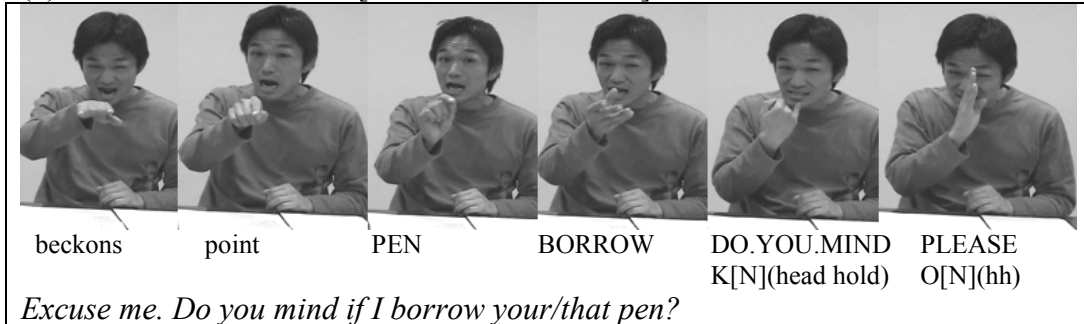 beckons point PEN BORROW DO.YOU.MIND PLEASE
K[N](head hold) O[N](hh)
Excuse me. Do you mind if I borrow your/that pen?